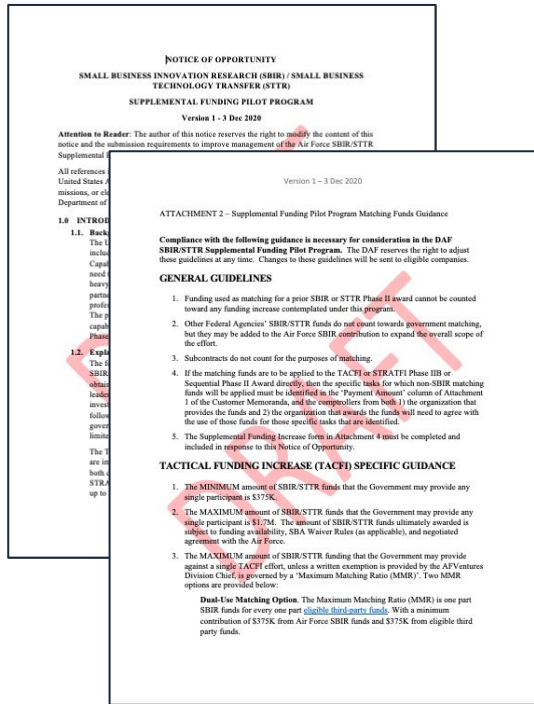 NOTICE OF OPPORTUNITY
SMALL BUSINESS INNOVATION RESEARCH (SBIR) / SMALL BUSINESS
TECHNOLOGY TRANSFER (STTR)
SUPPLEMENTAL FUNDING PILOT PROGRAM
Version 1 - 3 Dec 2020
Attention to Reader: The author of this notice reserves the right to modify the content of this
notice and the submission requirements to improve management of the Air Force SBIR/STTR
Supplemental
All references
United States A
missions, or ele
Department of
1.0 INTROD
1.1. Back
The U
includ
Capal
need
heavy
partne
profes
The p
capab
Phase
1.2. Expla
The fo
SBIR
obtain
leader
invest
follow
gover
limite
The T
are in
both
STRA
up to
Version 1 – 3 Dec 2020
ATTACHMENT 2 – Supplemental Funding Pilot Program Matching Funds Guidance
Compliance with the following guidance is necessary for consideration in the DAF
SBIR/STTR Supplemental Funding Pilot Program. The DAF reserves the right to adjust
these guidelines at any time. Changes to these guidelines will be sent to eligible companies.
GENERAL GUIDELINES
1. Funding used as matching for a prior SBIR or STTR Phase II award cannot be counted
toward any funding increase contemplated under this program.
2. Other Federal Agencies’ SBIR/STTR funds do not count towards government matching,
but they may be added to the Air Force SBIR contribution to expand the overall scope of
the effort.
3. Subcontracts do not count for the purposes of matching.
4. If the matching funds are to be applied to the TACFI or STRATFI Phase IIB or
Sequential Phase II Award directly, then the specific tasks for which non-SBIR matching
funds will be applied must be identified in the ‘Payment Amount’ column of Attachment
1 of the Customer Memoranda, and the comptrollers from both 1) the organization that
provides the funds and 2) the organization that awards the funds will need to agree with
the use of those funds for those specific tasks that are identified.
5. The Supplemental Funding Increase form in Attachment 4 must be completed and
included in response to this Notice of Opportunity.
TACTICAL FUNDING INCREASE (TACFI) SPECIFIC GUIDANCE
1. The MINIMUM amount of SBIR/STTR funds that the Government may provide any
single participant is $375K.
2. The MAXIMUM amount of SBIR/STTR funds that the Government may provide any
single participant is $1.7M. The amount of SBIR/STTR funds ultimately awarded is
subject to funding availability, SBA Waiver Rules (as applicable), and negotiated
agreement with the Air Force.
3. The MAXIMUM amount of SBIR/STTR funding that the Government may provide
against a single TACFI effort, unless a written exemption is provided by the AFVentures
Division Chief, is governed by a ‘Maximum Matching Ratio (MMR)’. Two MMR
options are provided below:
Dual-Use Matching Option. The Maximum Matching Ratio (MMR) is one part
SBIR funds for every one part eligible third-party funds. With a minimum
contribution of $375K from Air Force SBIR funds and $375K from eligible third
party funds.
DRAFT